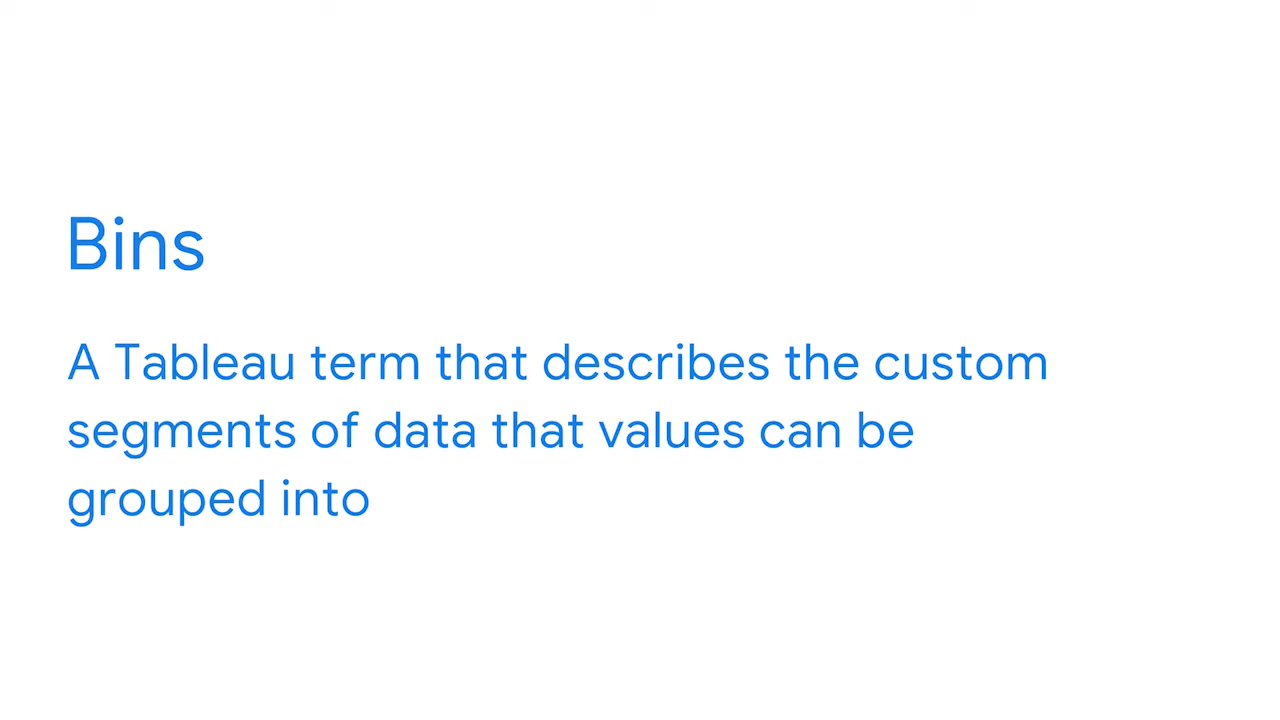 Bins
A Tableau term that describes the custom
segments of data that values can be
grouped into